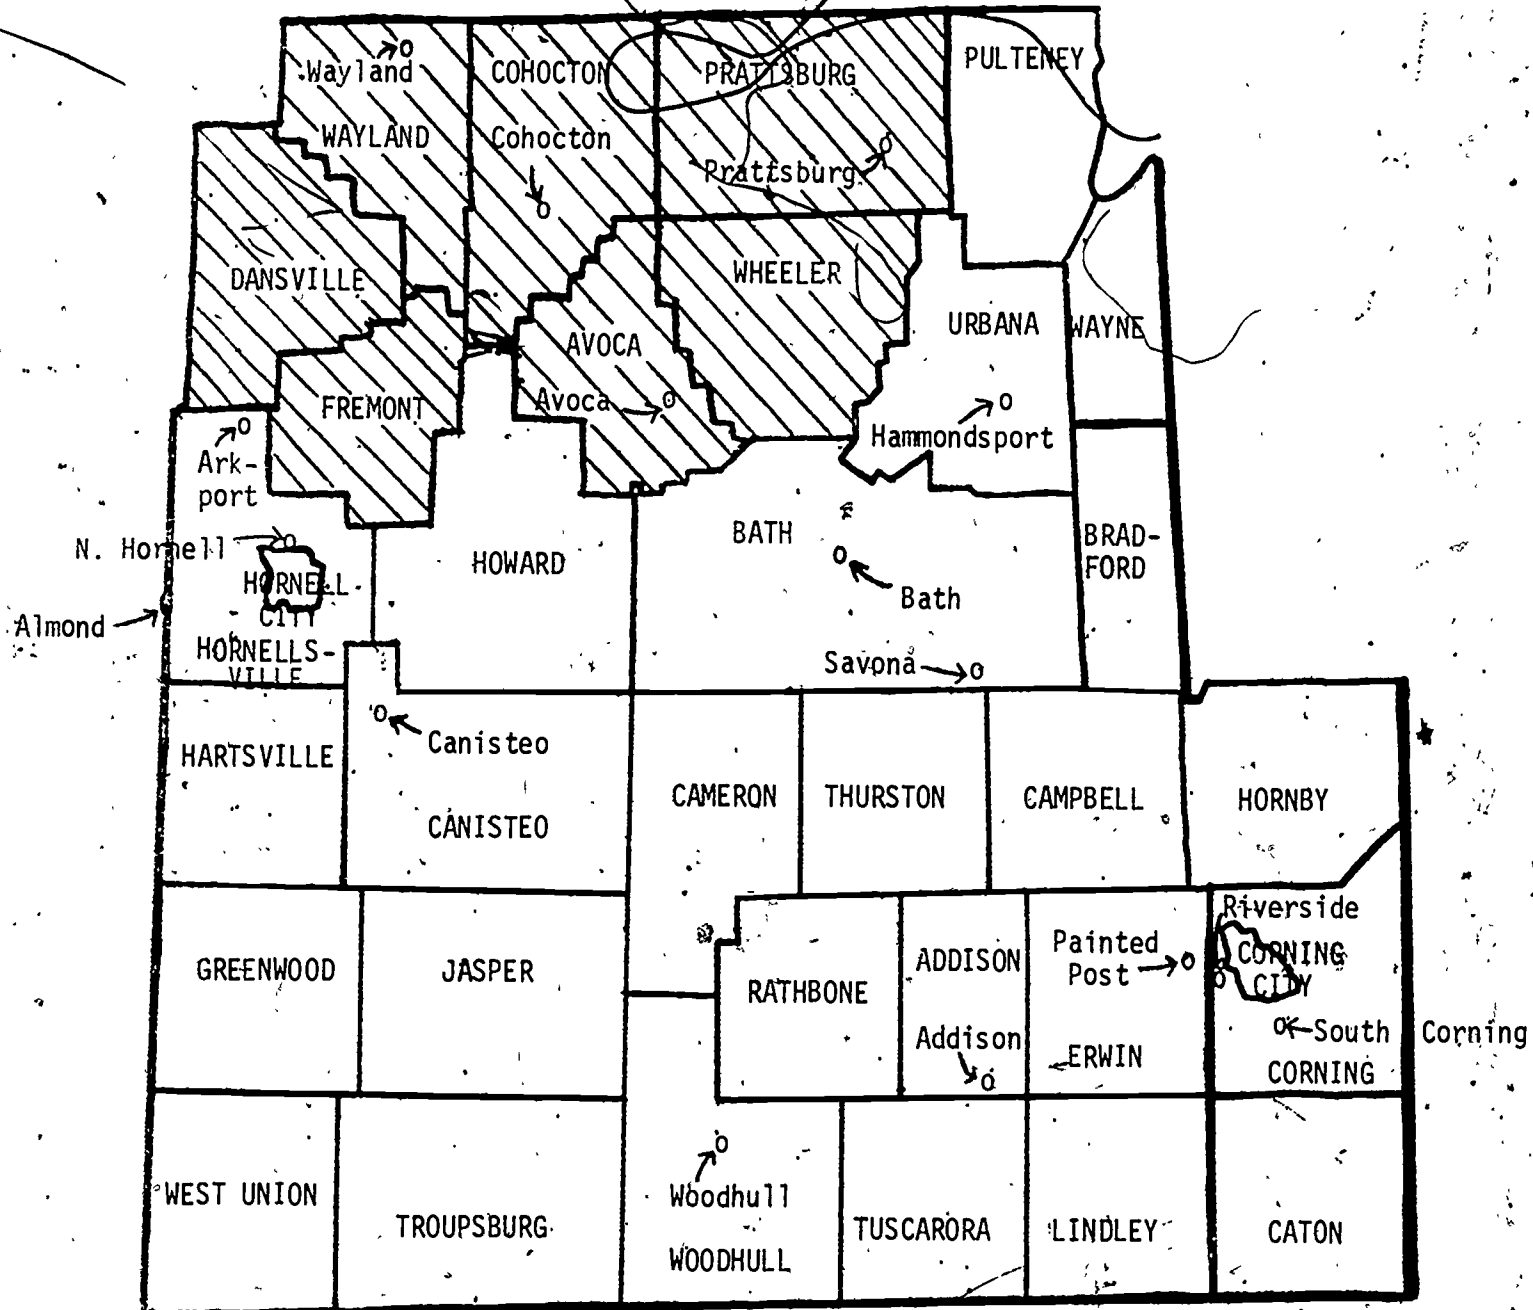 Wayland
WAYLAND
COHOCTON
Cohocton
PRATTSBURG
Prattsburg
PULTENEY
DANSVILLE
WHEELER
AVOCA
Avoca
URBANA
WAYNE
FREMONT
Hammondsport
Ark-
port
N. Hornell
HORNELL
CITY
Almond
HORNELLS-
VILLE
HOWARD
BATH
Bath
Savona
BRAD-
FORD
HARTSVILLE
Canisteo
CANISTEO
CAMERON
THURSTON
CAMPBELL
HORNBY
GREENWOOD
JASPER
RATHBONE
ADDISON
Addison
Painted
Post
ERWIN
Riverside
CORNING
CITY
South Corning
CORNING
WEST UNION
TROUPSBURG
Woodhull
WOODHULL
TUSCARORA
LINDLEY
CATON